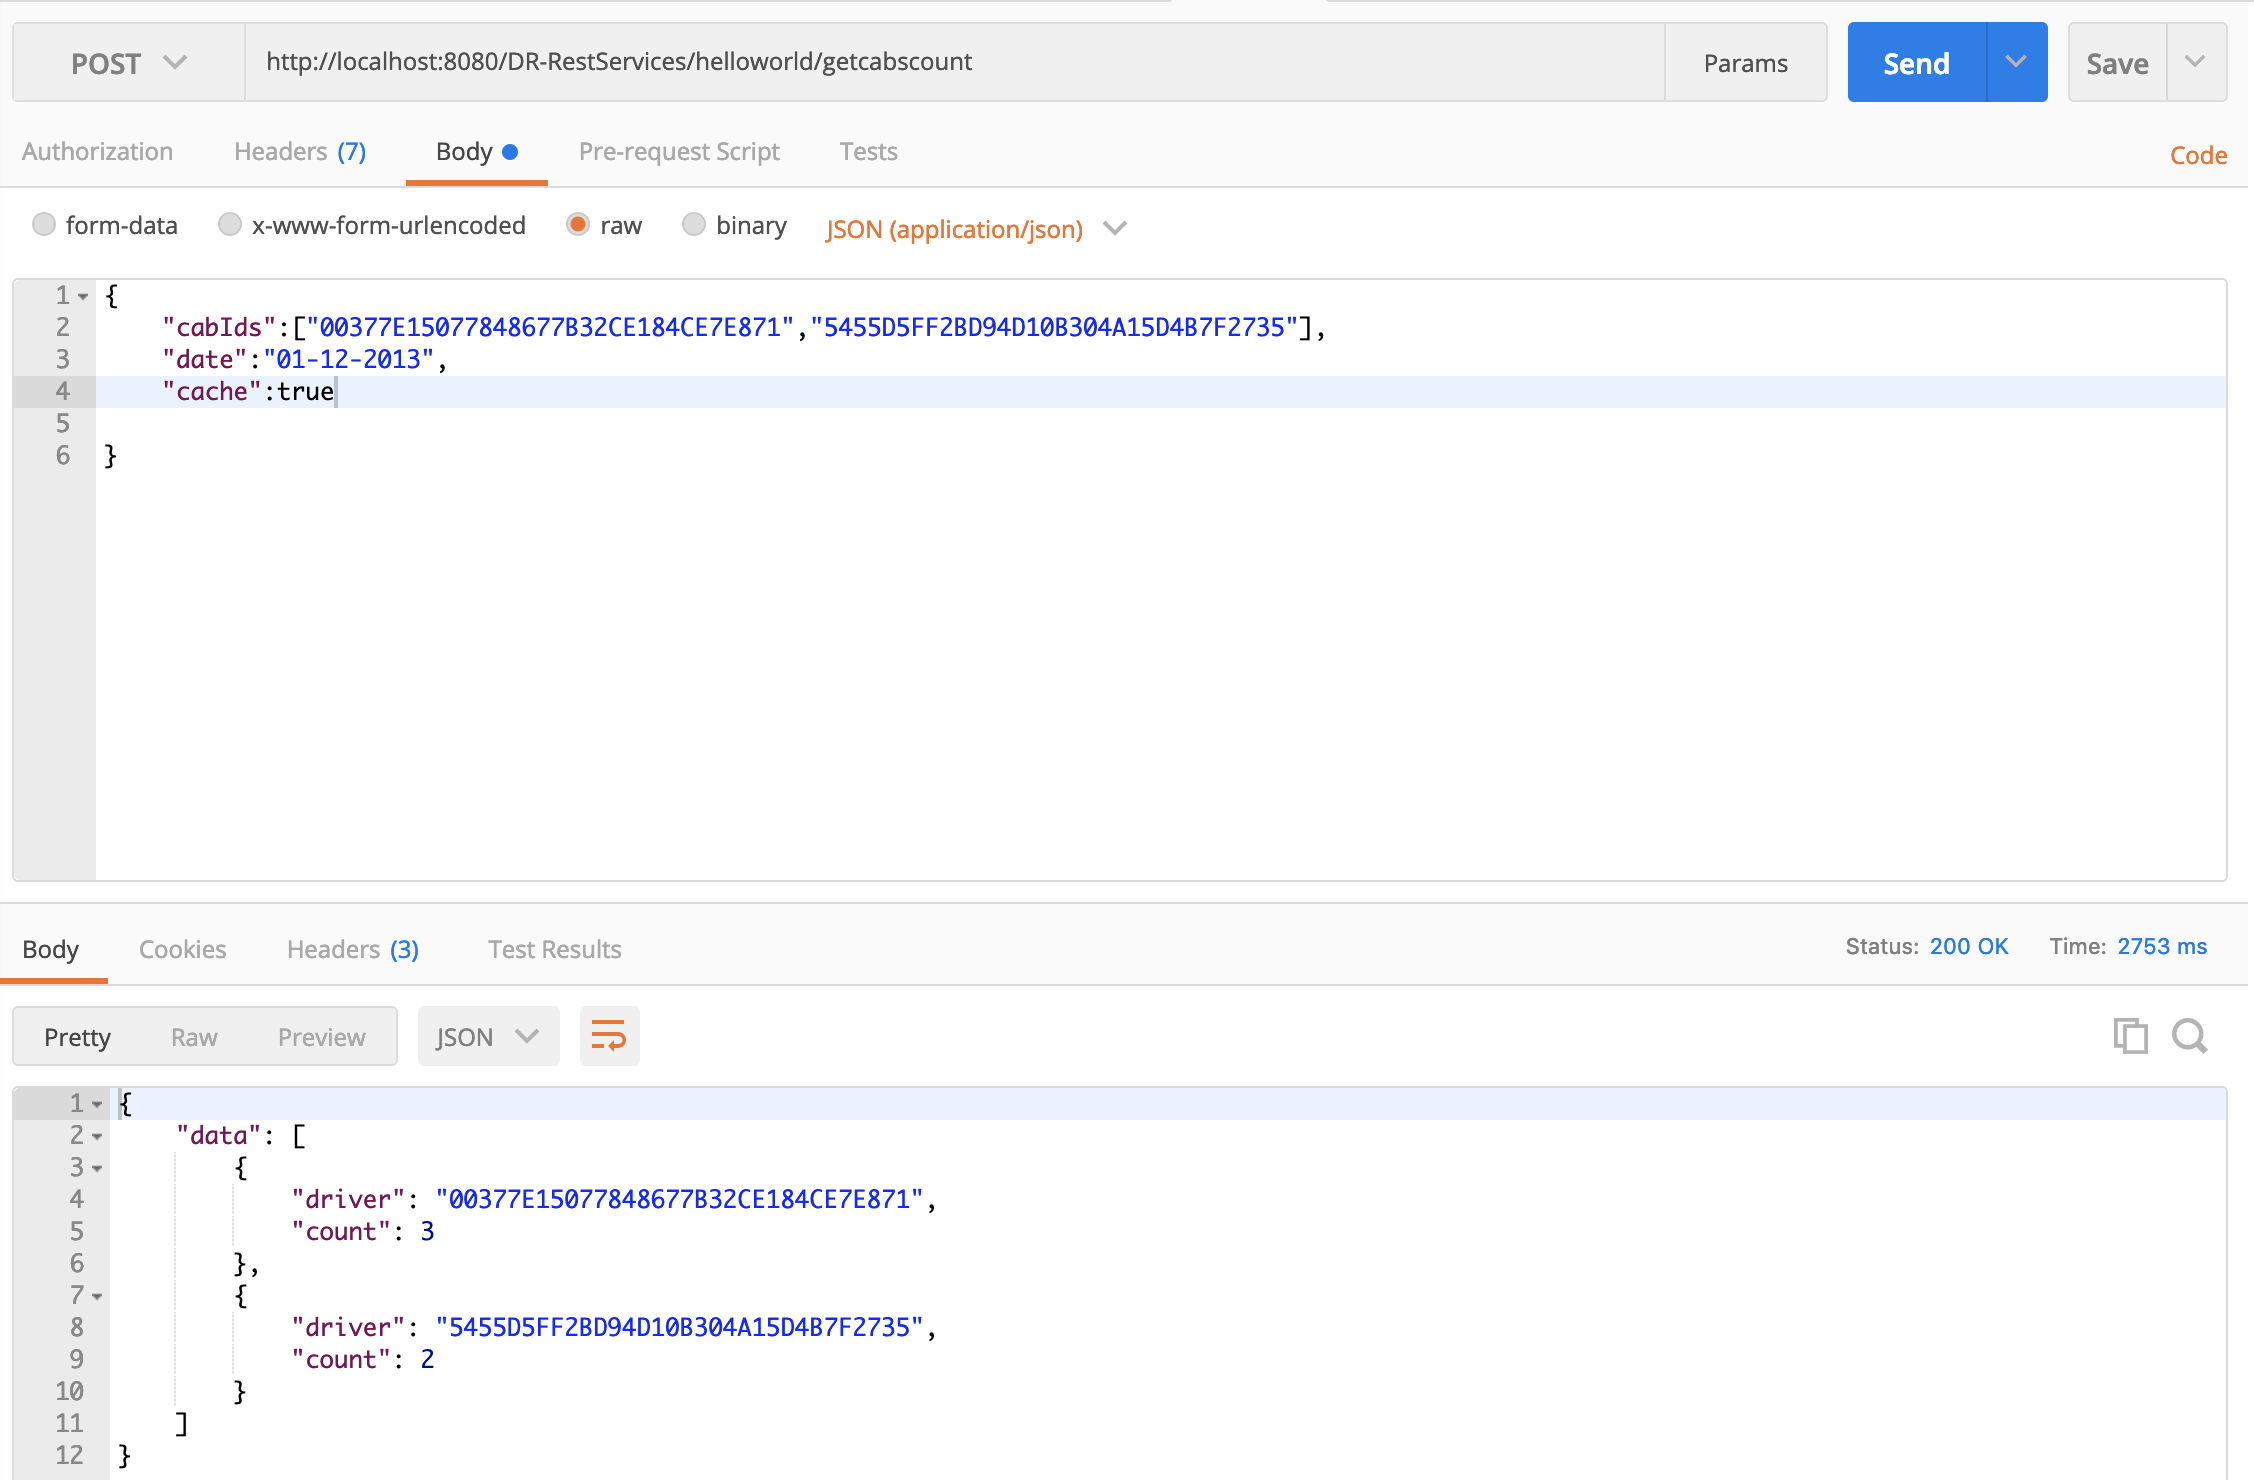 POST http://localhost:8080/DR-RestServices/helloworld/getcabscount Params Send Save
Authorization Headers (7) Body Pre-request Script Tests Code
form-data x-www-form-urlencoded raw binary JSON (application/json)
1 {
2 "cabIds":["00377E15077848677B32CE184CE7E871","5455D5FF2BD94D10B304A15D4B7F2735"],
3 "date":"01-12-2013",
4 "cache":true
5
6 }
Body Cookies Headers (3) Test Results Status: 200 OK Time: 2753 ms
Pretty Raw Preview JSON
1 {
2 "data": [
3 {
4 "driver": "00377E15077848677B32CE184CE7E871",
5 "count": 3
6 },
7 {
8 "driver": "5455D5FF2BD94D10B304A15D4B7F2735",
9 "count": 2
10 }
11 ]
12 }